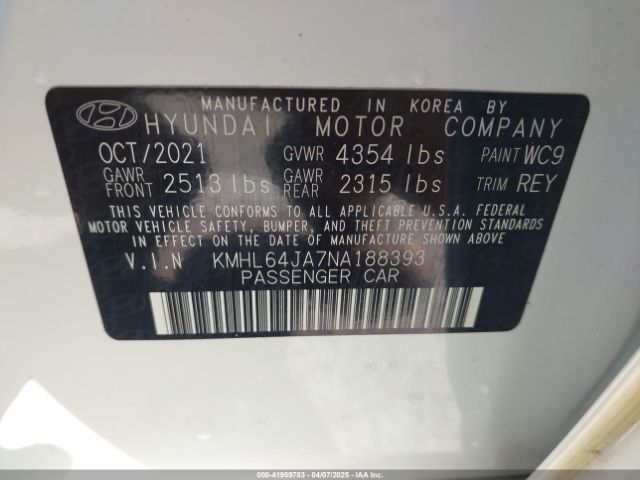 MANUFACTURED IN KOREA BY
HYUNDAI MOTOR COMPANY
OCT/2021 GVWR 4354 lbs PAINT WC9
GAWR FRONT 2513 lbs GAWR REAR 2315 lbs TRIM REY
THIS VEHICLE CONFORMS TO ALL APPLICABLE U.S.A. FEDERAL
MOTOR VEHICLE SAFETY, BUMPER, AND THEFT PREVENTION STANDARDS
IN EFFECT ON THE DATE OF MANUFACTURE SHOWN ABOVE
V.I.N KMHL64JA7NA188393
PASSENGER CAR
000-41959783 04/07/2025 IAA Corp